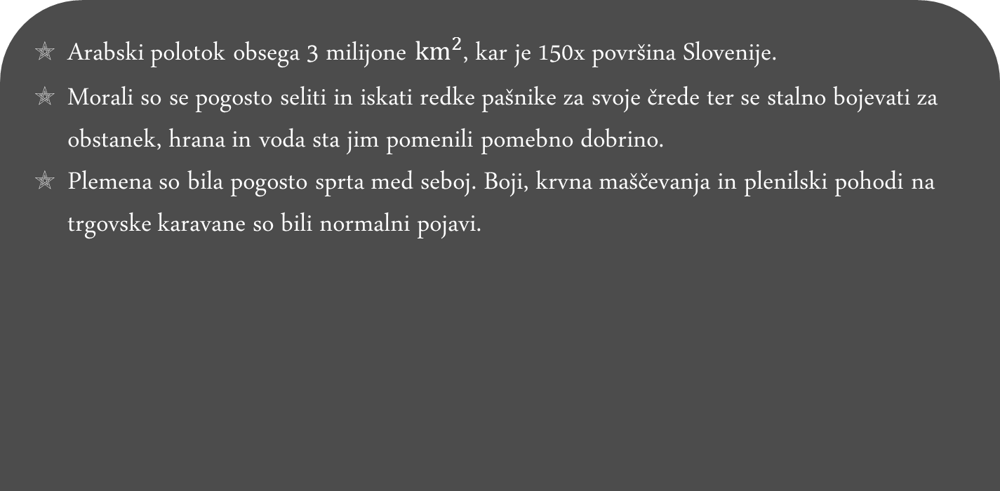 Arabski polotok obsega 3 milijone km², kar je 150x površina Slovenije.
Morali so se pogosto seliti in iskati redke pašnike za svoje črede ter se stalno bojevati za
obstanek, hrana in voda sta jim pomenili pomebno dobrino.
Plemena so bila pogosto sprta med seboj. Boji, krvna maščevanja in plenilski pohodi na
trgovske karavane so bili normalni pojavi.